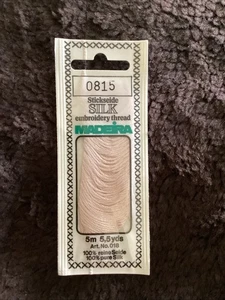 0815
Stickseide
SILK
embroidery thread
MADEIRA
5m 5,5yds
Art. No. 018
100% reine Seide
100% pure Silk